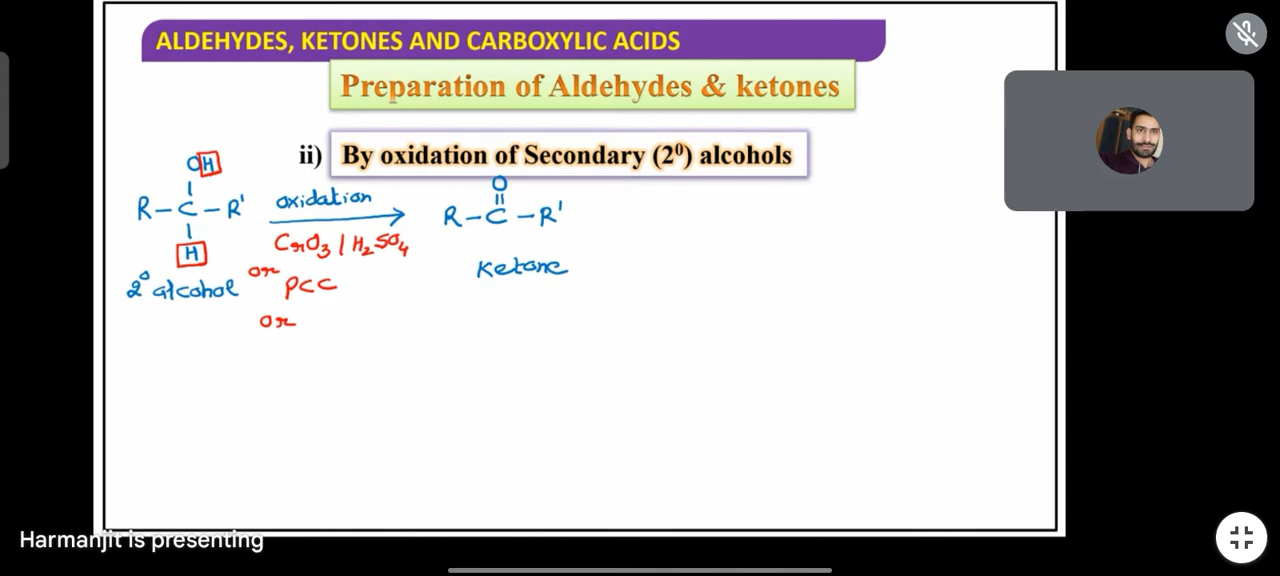 ALDEHYDES, KETONES AND CARBOXYLIC ACIDS
Preparation of Aldehydes & ketones
ii) By oxidation of Secondary (2⁰) alcohols
OH
R–C–R' oxidation R–C–R'
O
H
CrO3 / H2SO4
ketone
2° alcohol
or
PCC
or
Harmanjit is presenting